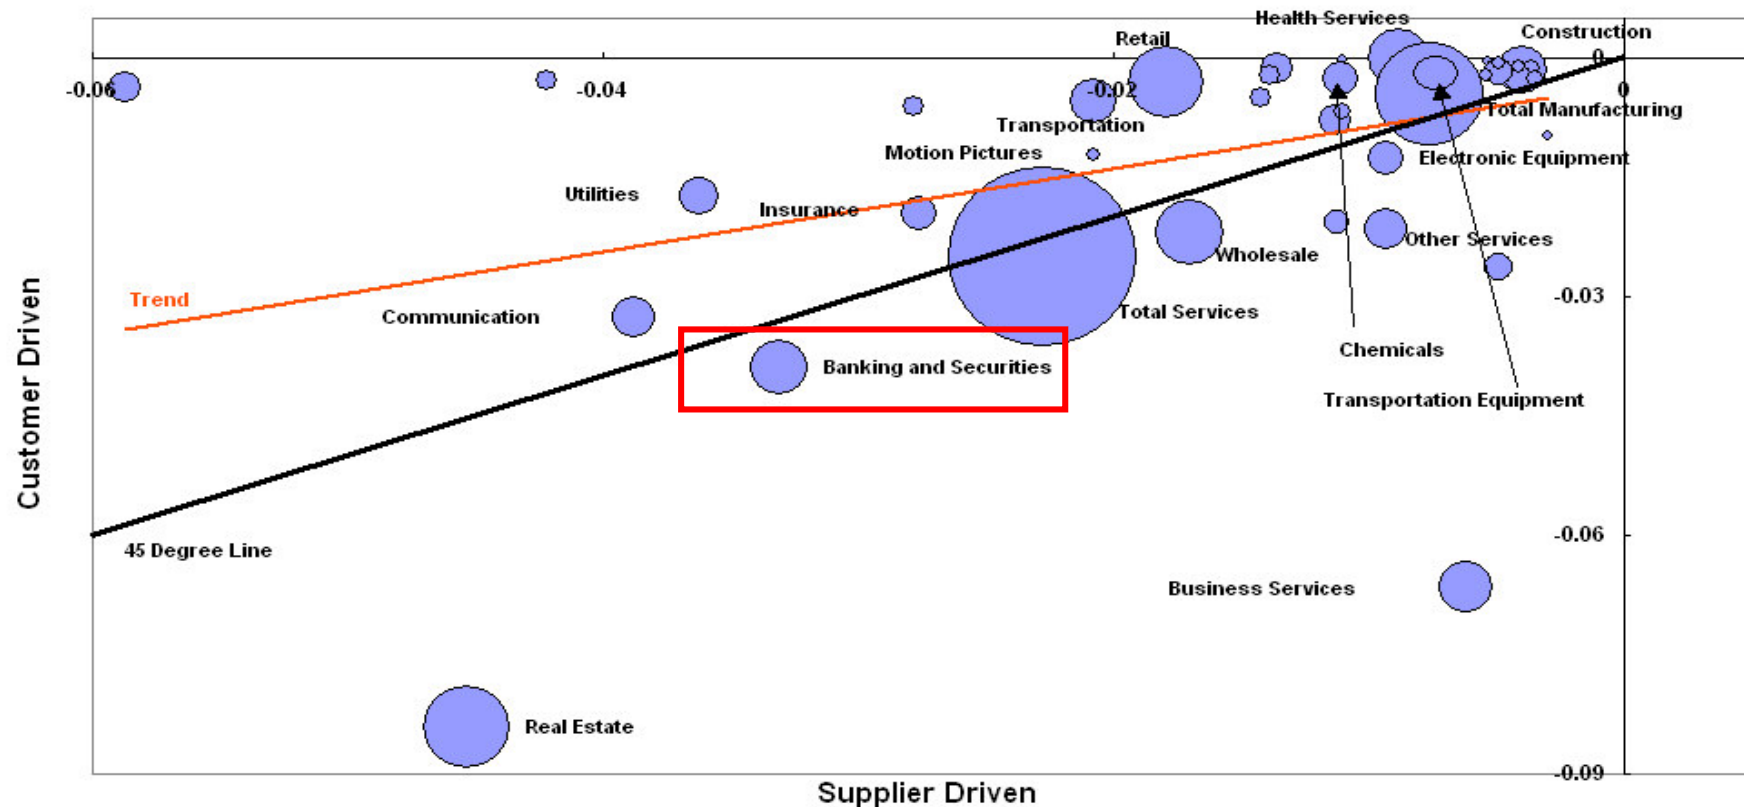 Health Services
Construction
Retail
0
-0.06
-0.04
-0.02
0
Total Manufacturing
Transportation
Motion Pictures
Electronic Equipment
Utilities
Insurance
Other Services
Wholesale
Trend
-0.03
Communication
Total Services
Chemicals
Banking and Securities
Transportation Equipment
Customer Driven
45 Degree Line
-0.06
Business Services
Real Estate
-0.09
Supplier Driven